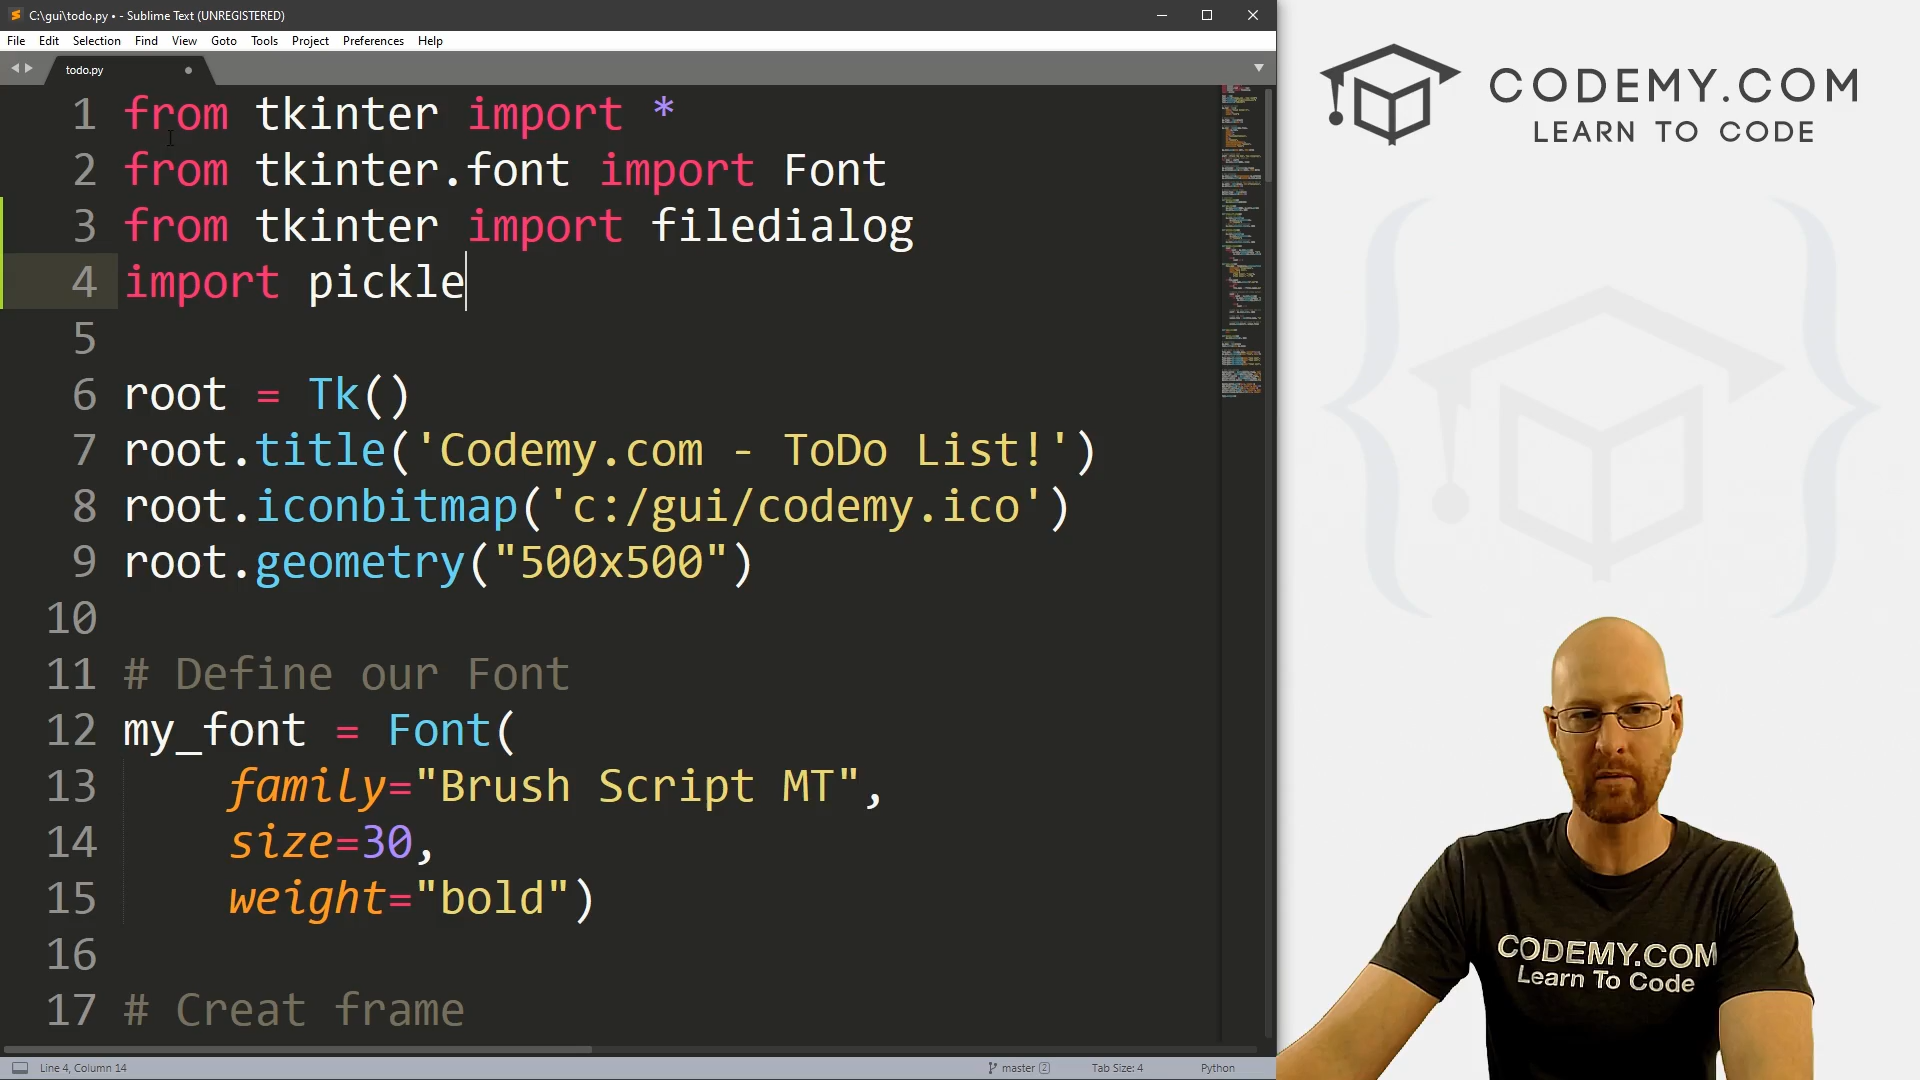 C:\gui\todo.py • - Sublime Text (UNREGISTERED)
File Edit Selection Find View Goto Tools Project Preferences Help
todo.py
1 from tkinter import *
2 from tkinter.font import Font
3 from tkinter import filedialog
4 import pickle
5
6 root = Tk()
7 root.title('Codemy.com - ToDo List!')
8 root.iconbitmap('c:/gui/codemy.ico')
9 root.geometry("500x500")
10
11 # Define our Font
12 my_font = Font(
13 family="Brush Script MT",
14 size=30,
15 weight="bold")
16
17 # Creat frame
Line 4, Column 14
master 2
Tab Size: 4
Python
CODEMY.COM
LEARN TO CODE
CODEMY.COM
Learn To Code